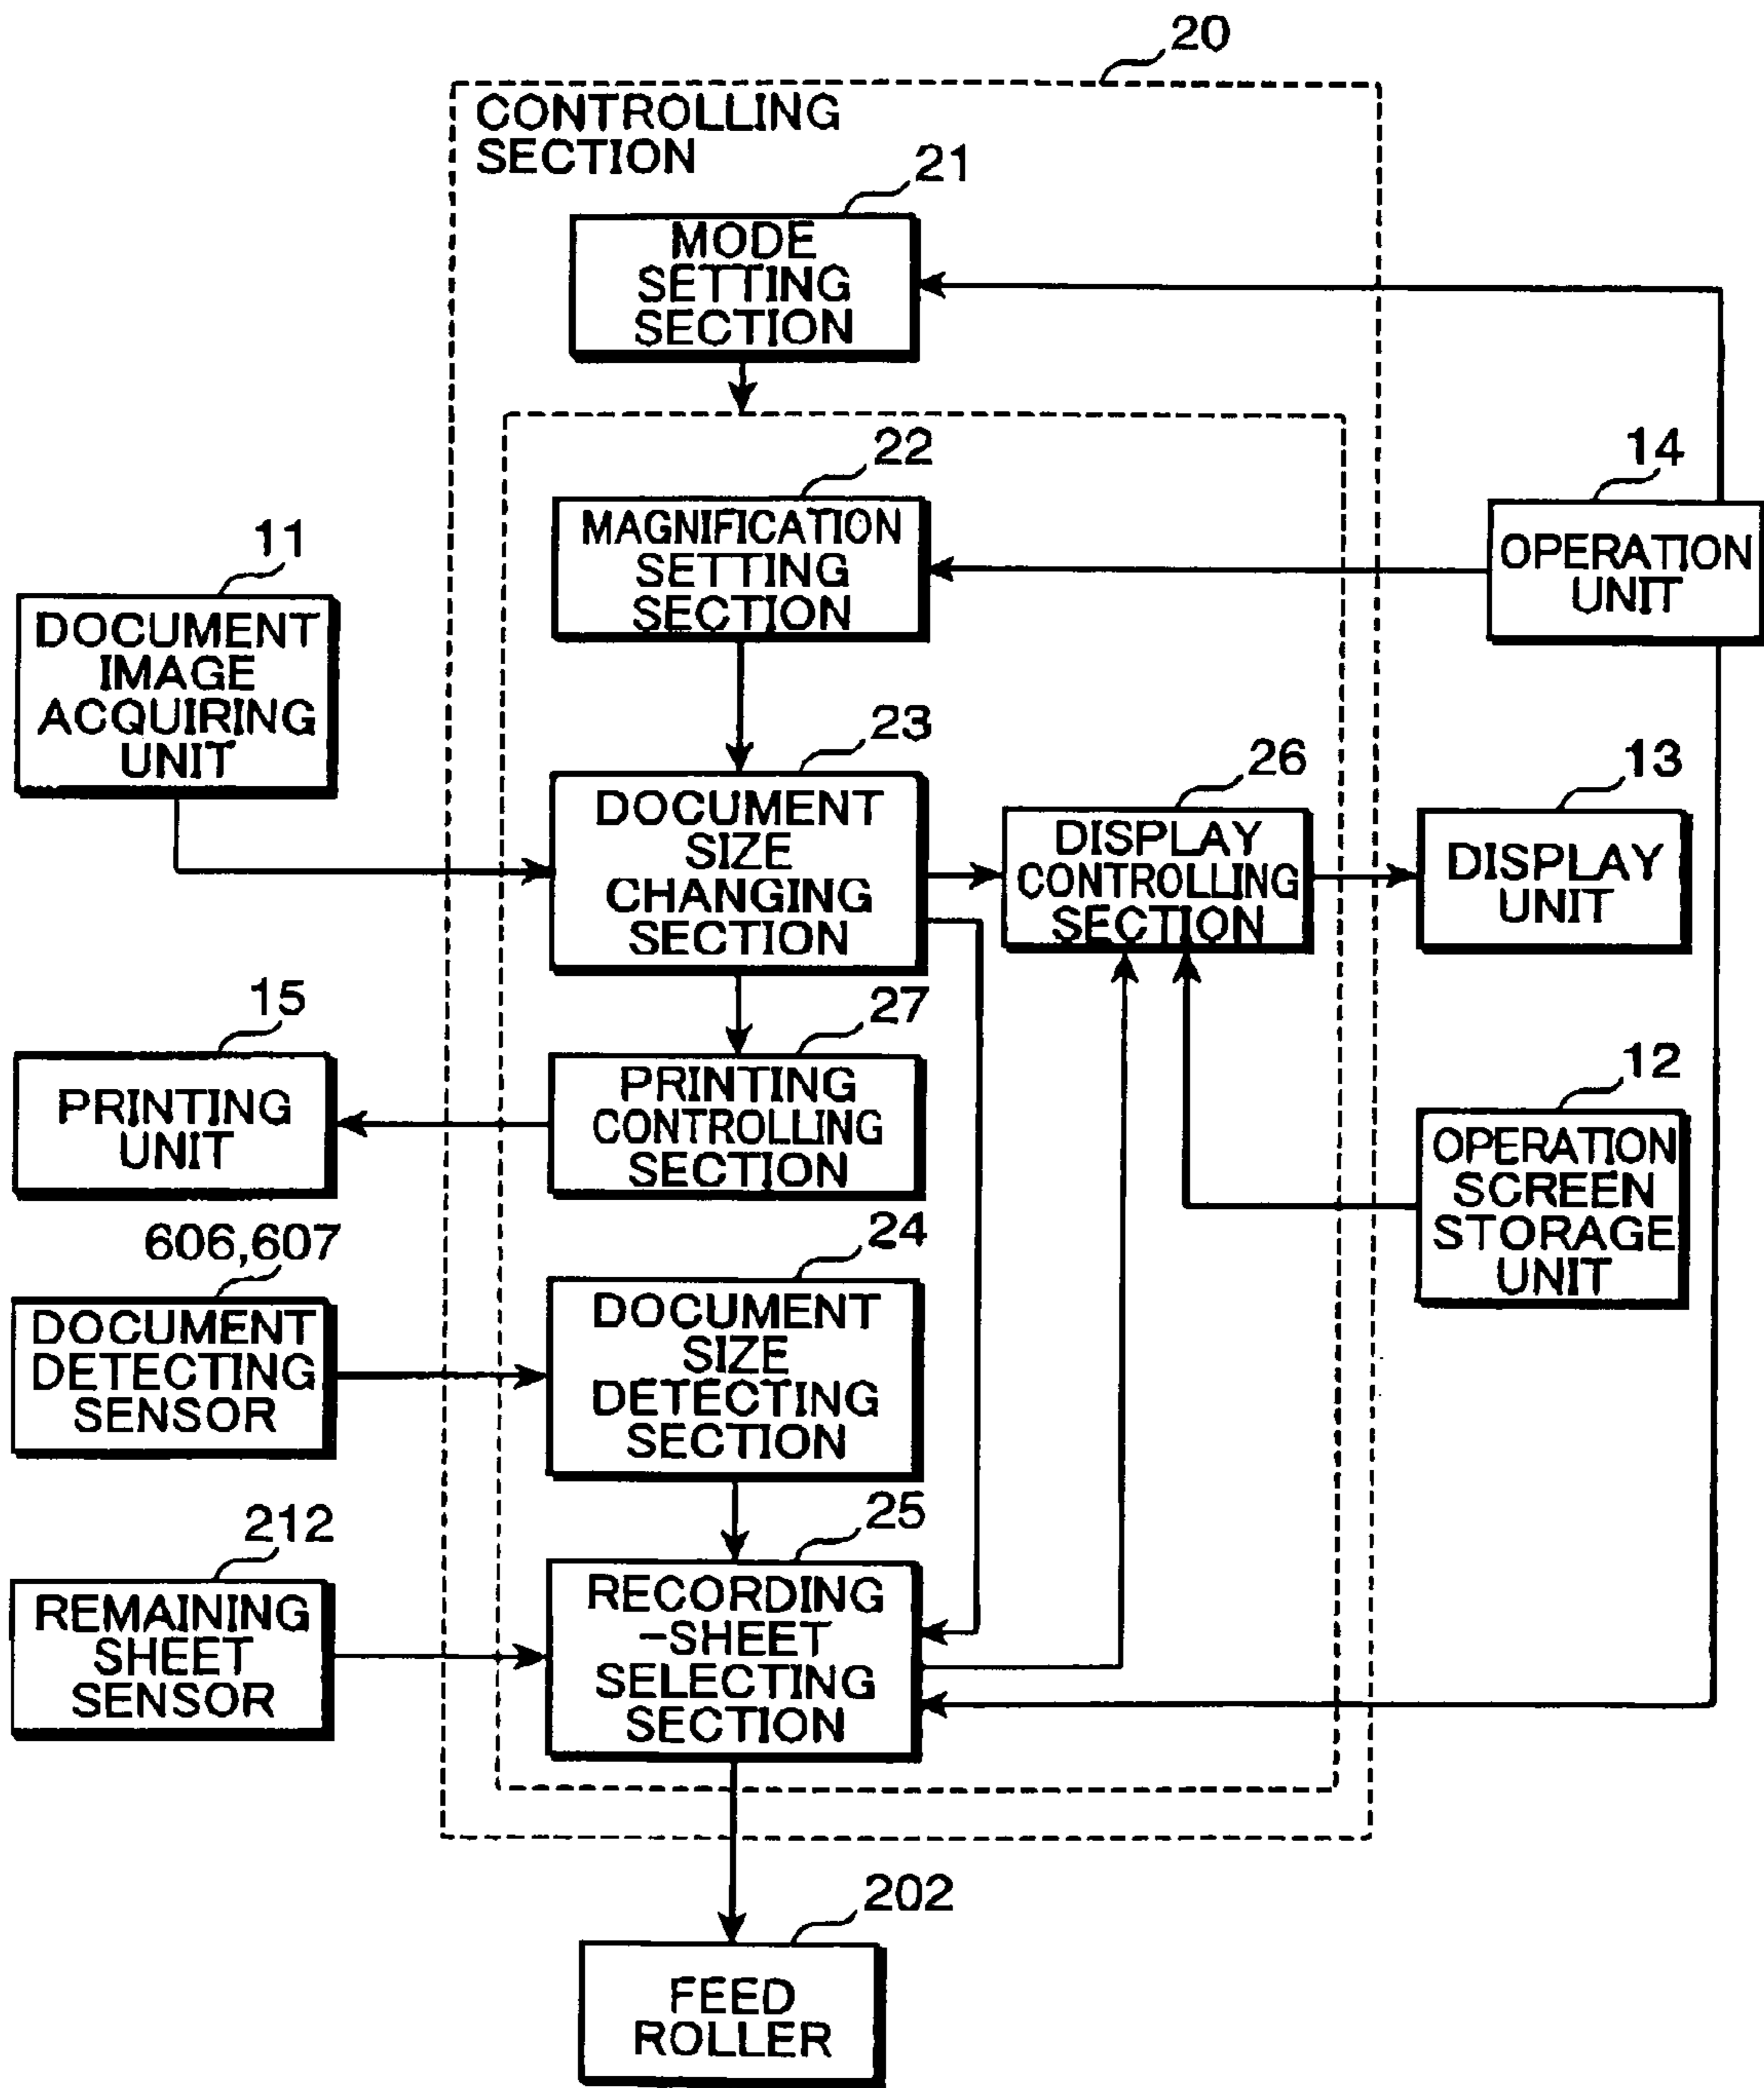 20
CONTROLLING
SECTION
21
MODE
SETTING
SECTION
22
MAGNIFICATION
SETTING
SECTION
14
OPERATION
UNIT
11
DOCUMENT
IMAGE
ACQUIRING
UNIT
23
DOCUMENT
SIZE
CHANGING
SECTION
26
DISPLAY
CONTROLLING
SECTION
13
DISPLAY
UNIT
15
PRINTING
UNIT
27
PRINTING
CONTROLLING
SECTION
12
OPERATION
SCREEN
STORAGE
UNIT
606,607
DOCUMENT
DETECTING
SENSOR
24
DOCUMENT
SIZE
DETECTING
SECTION
212
REMAINING
SHEET
SENSOR
25
RECORDING
-SHEET
SELECTING
SECTION
202
FEED
ROLLER